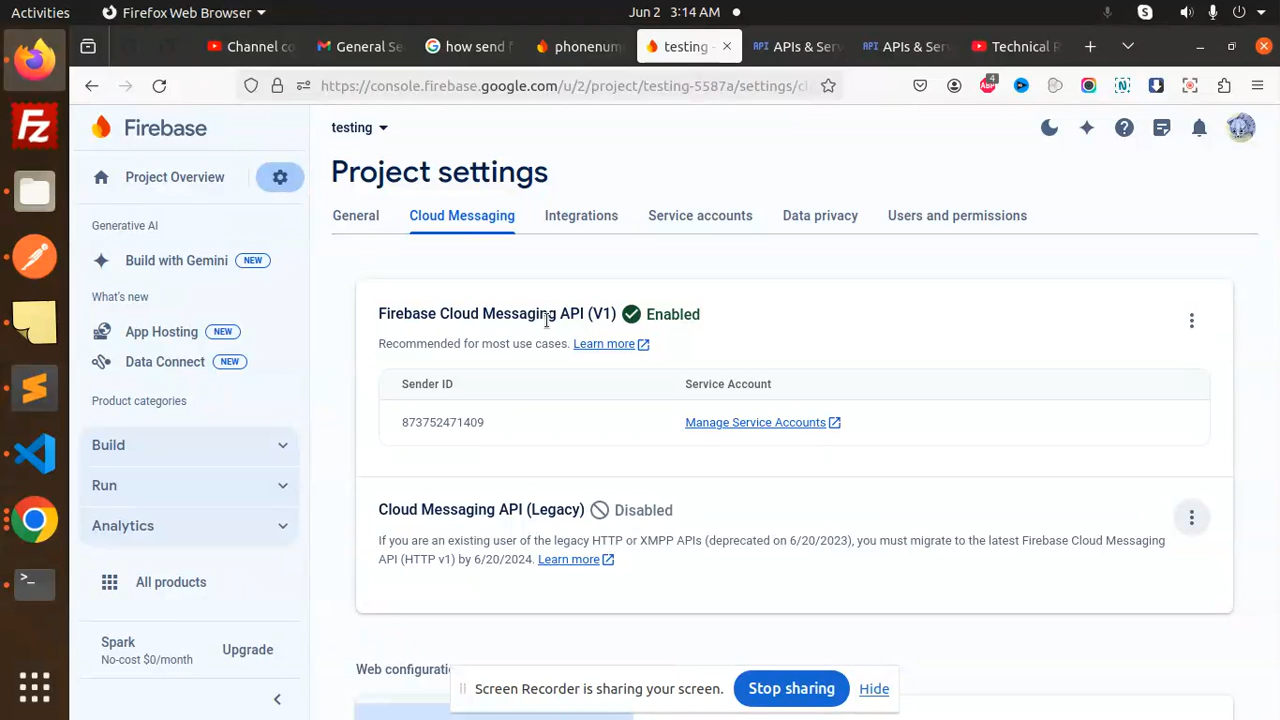 Activities
Firefox Web Browser
Jun 2 3:14 AM
Channel co
General Se
how send f
phonenum
testing -
APIs & Serv
APIs & Serv
Technical R
https://console.firebase.google.com/u/2/project/testing-5587a/settings/cl
4
ABP
Firebase
testing
Project Overview
Project settings
General
Cloud Messaging
Integrations
Service accounts
Data privacy
Users and permissions
Generative AI
Build with Gemini
NEW
What's new
App Hosting
NEW
Data Connect
NEW
Product categories
Build
Run
Analytics
All products
Spark
No-cost $0/month
Upgrade
Firebase Cloud Messaging API (V1) Enabled
Recommended for most use cases. Learn more
Sender ID
Service Account
873752471409
Manage Service Accounts
Cloud Messaging API (Legacy) Disabled
If you are an existing user of the legacy HTTP or XMPP APIs (deprecated on 6/20/2023), you must migrate to the latest Firebase Cloud Messaging
API (HTTP v1) by 6/20/2024. Learn more
Web configurati
Screen Recorder is sharing your screen.
Stop sharing
Hide